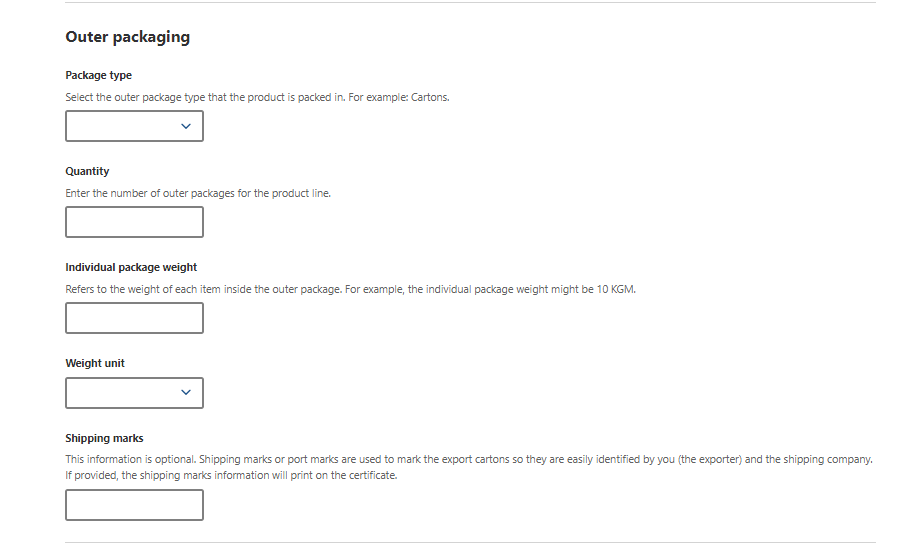 Outer packaging
Package type
Select the outer package type that the product is packed in. For example: Cartons.
Quantity
Enter the number of outer packages for the product line.
Individual package weight
Refers to the weight of each item inside the outer package. For example, the individual package weight might be 10 KGM.
Weight unit
Shipping marks
This information is optional. Shipping marks or port marks are used to mark the export cartons so they are easily identified by you (the exporter) and the shipping company.
If provided, the shipping marks information will print on the certificate.